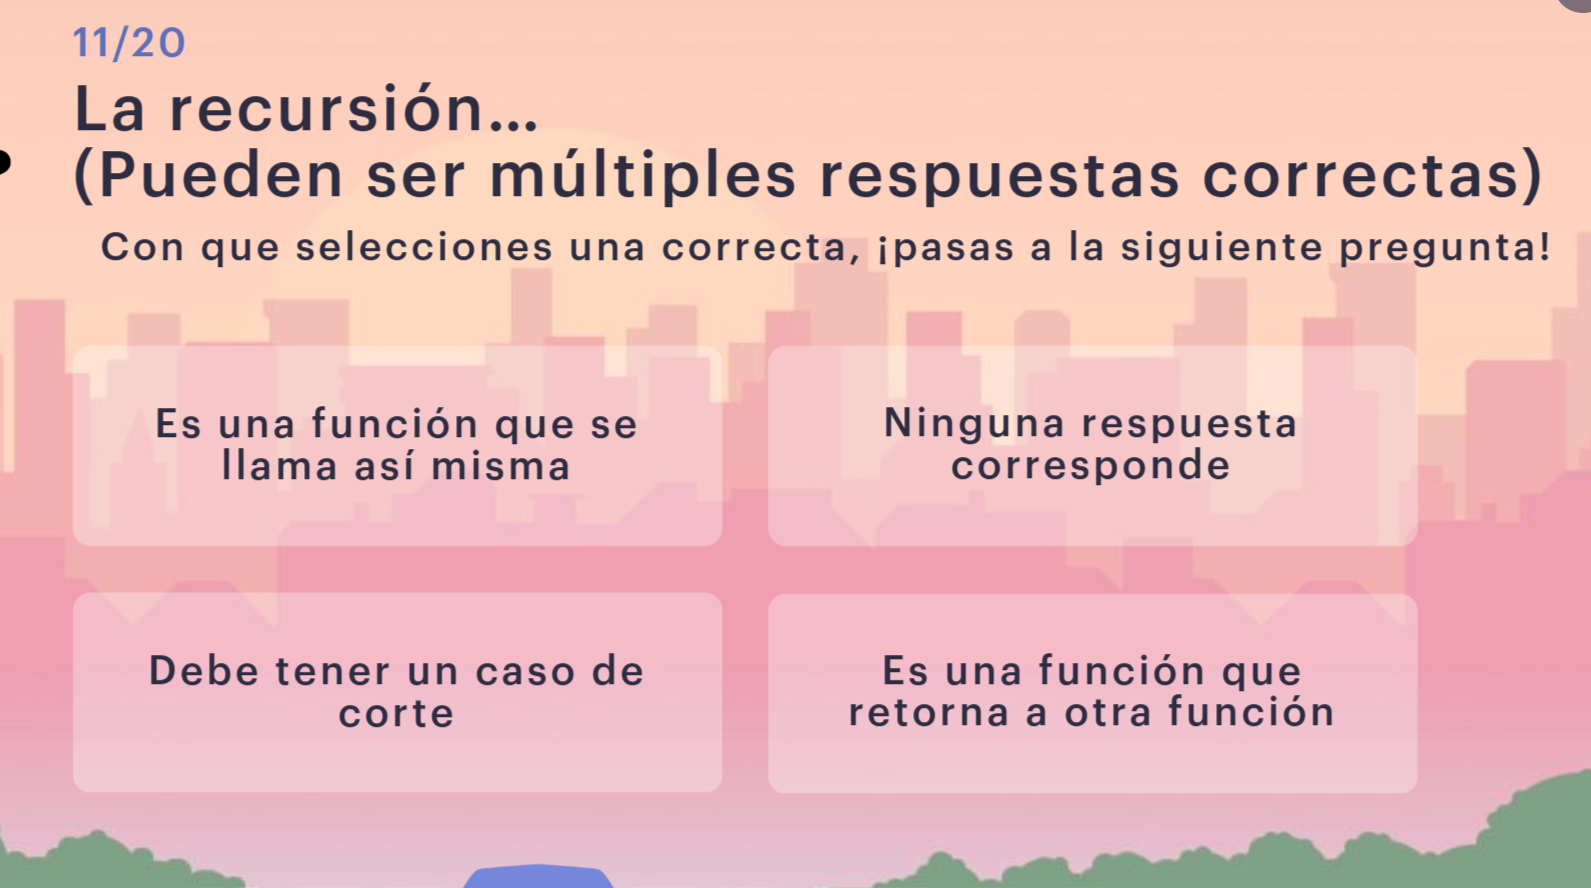 11/20
La recursión...
(Pueden ser múltiples respuestas correctas)
Con que selecciones una correcta, ¡pasas a la siguiente pregunta!
Es una función que se
llama así misma
Ninguna respuesta
corresponde
Debe tener un caso de
corte
Es una función que
retorna a otra función